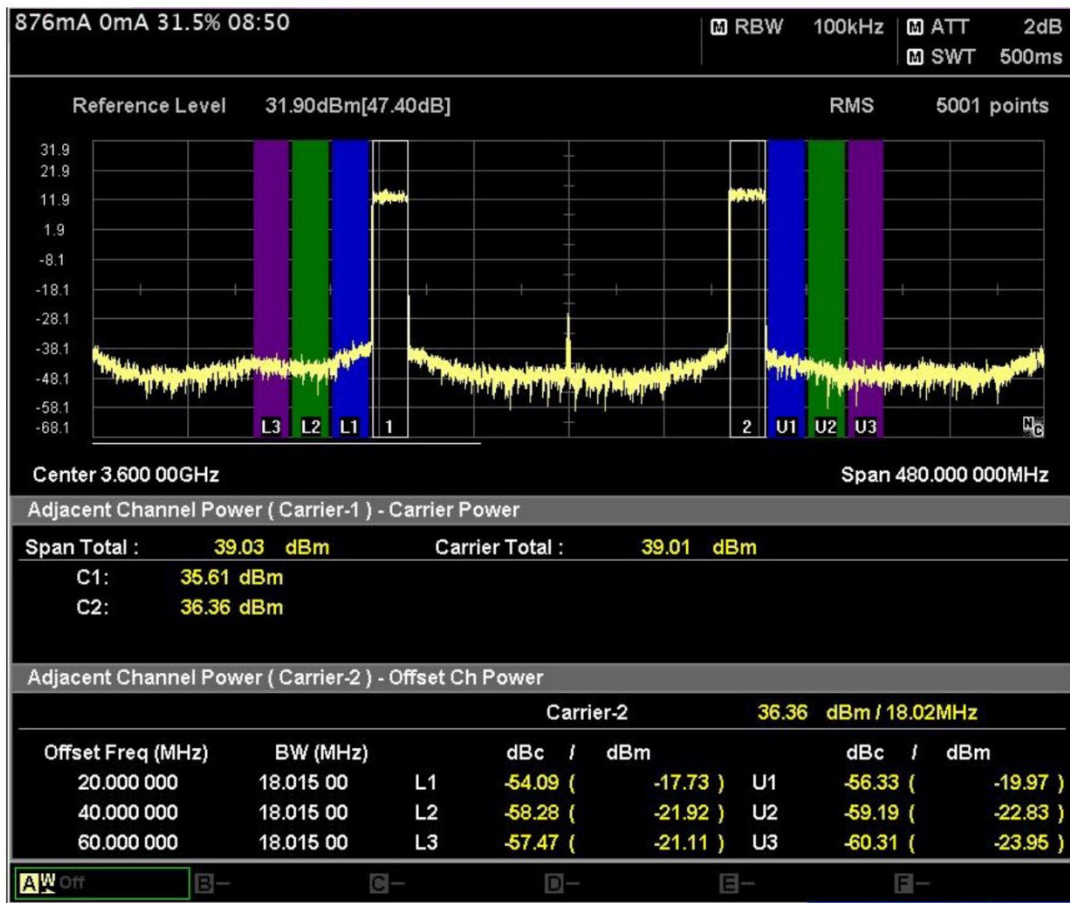 876mA 0mA 31.5% 08:50
M RBW 100kHz M ATT 2dB
M SWT 500ms
Reference Level 31.90dBm[47.40dB] RMS 5001 points
31.9
21.9
11.9
1.9
-8.1
-18.1
-28.1
-38.1
-48.1
-58.1
-68.1
L3 L2 L1 1 2 U1 U2 U3
Center 3.600 00GHz Span 480.000 000MHz
Adjacent Channel Power ( Carrier-1 ) - Carrier Power
Span Total : 39.03 dBm Carrier Total : 39.01 dBm
C1: 35.61 dBm
C2: 36.36 dBm
Adjacent Channel Power ( Carrier-2 ) - Offset Ch Power
Carrier-2 36.36 dBm / 18.02MHz
Offset Freq (MHz) BW (MHz) dBc / dBm dBc / dBm
20.000 000 18.015 00 L1 -54.09 ( -17.73 ) U1 -56.33 ( -19.97 )
40.000 000 18.015 00 L2 -58.28 ( -21.92 ) U2 -59.19 ( -22.83 )
60.000 000 18.015 00 L3 -57.47 ( -21.11 ) U3 -60.31 ( -23.95 )
A W Off B- C- D- E- F-